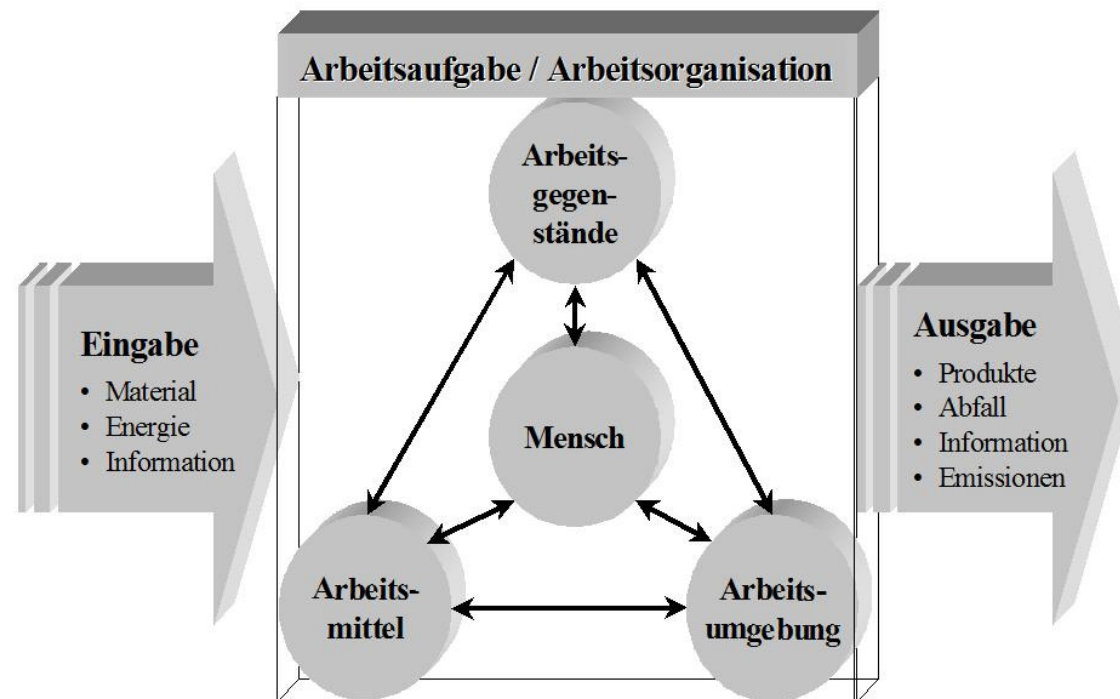 Arbeitsaufgabe / Arbeitsorganisation
Arbeits-
gegen-
stände
Eingabe
• Material
• Energie
• Information
Mensch
Ausgabe
• Produkte
• Abfall
• Information
• Emissionen
Arbeits-
mittel
Arbeits-
umgebung